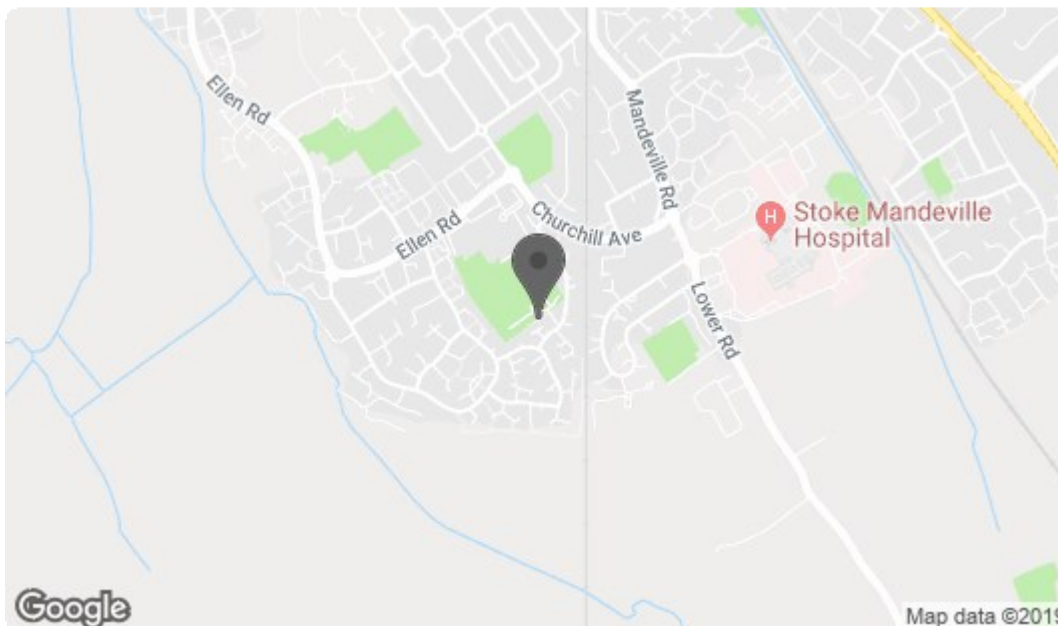 Ellen Rd
Mandeville Rd
Ellen Rd
Churchill Ave
H
Stoke Mandeville
Hospital
Lower Rd
Google
Map data ©2019